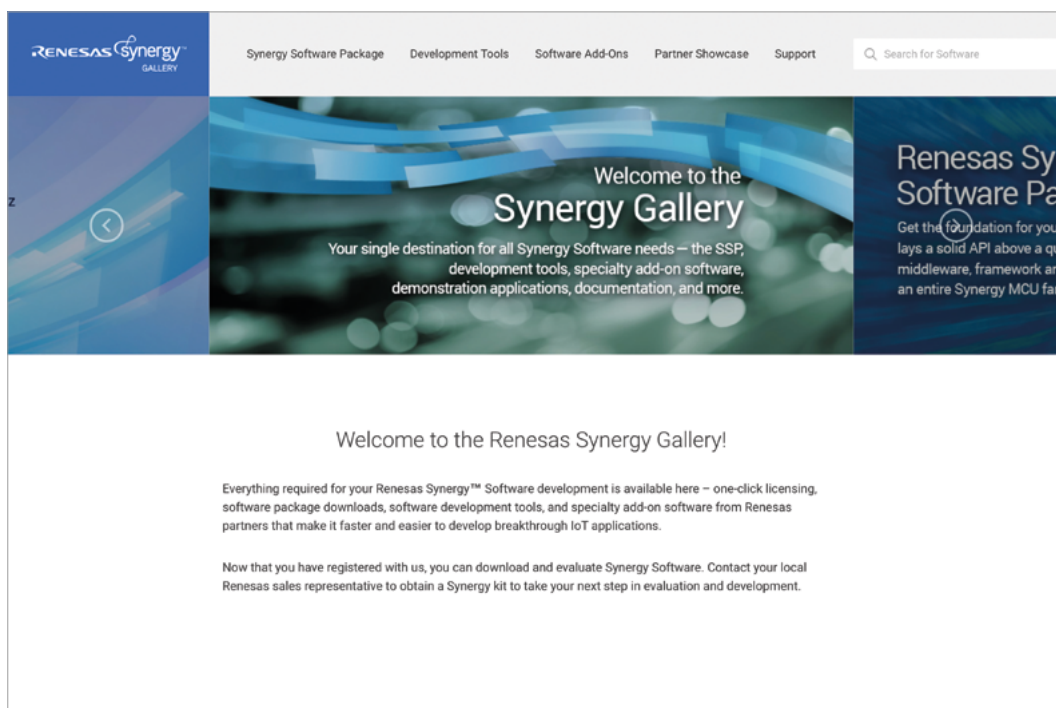 RENESAS Synergy™
GALLERY
Synergy Software Package
Development Tools
Software Add-Ons
Partner Showcase
Support
Search for Software
z
Welcome to the
Synergy Gallery
Your single destination for all Synergy Software needs — the SSP,
development tools, specialty add-on software,
demonstration applications, documentation, and more.
Renesas Sy
Software Pa
Get the foundation for you
lays a solid API above a qu
middleware, framework an
an entire Synergy MCU fam
Welcome to the Renesas Synergy Gallery!
Everything required for your Renesas Synergy™ Software development is available here – one-click licensing,
software package downloads, software development tools, and specialty add-on software from Renesas
partners that make it faster and easier to develop breakthrough IoT applications.
Now that you have registered with us, you can download and evaluate Synergy Software. Contact your local
Renesas sales representative to obtain a Synergy kit to take your next step in evaluation and development.